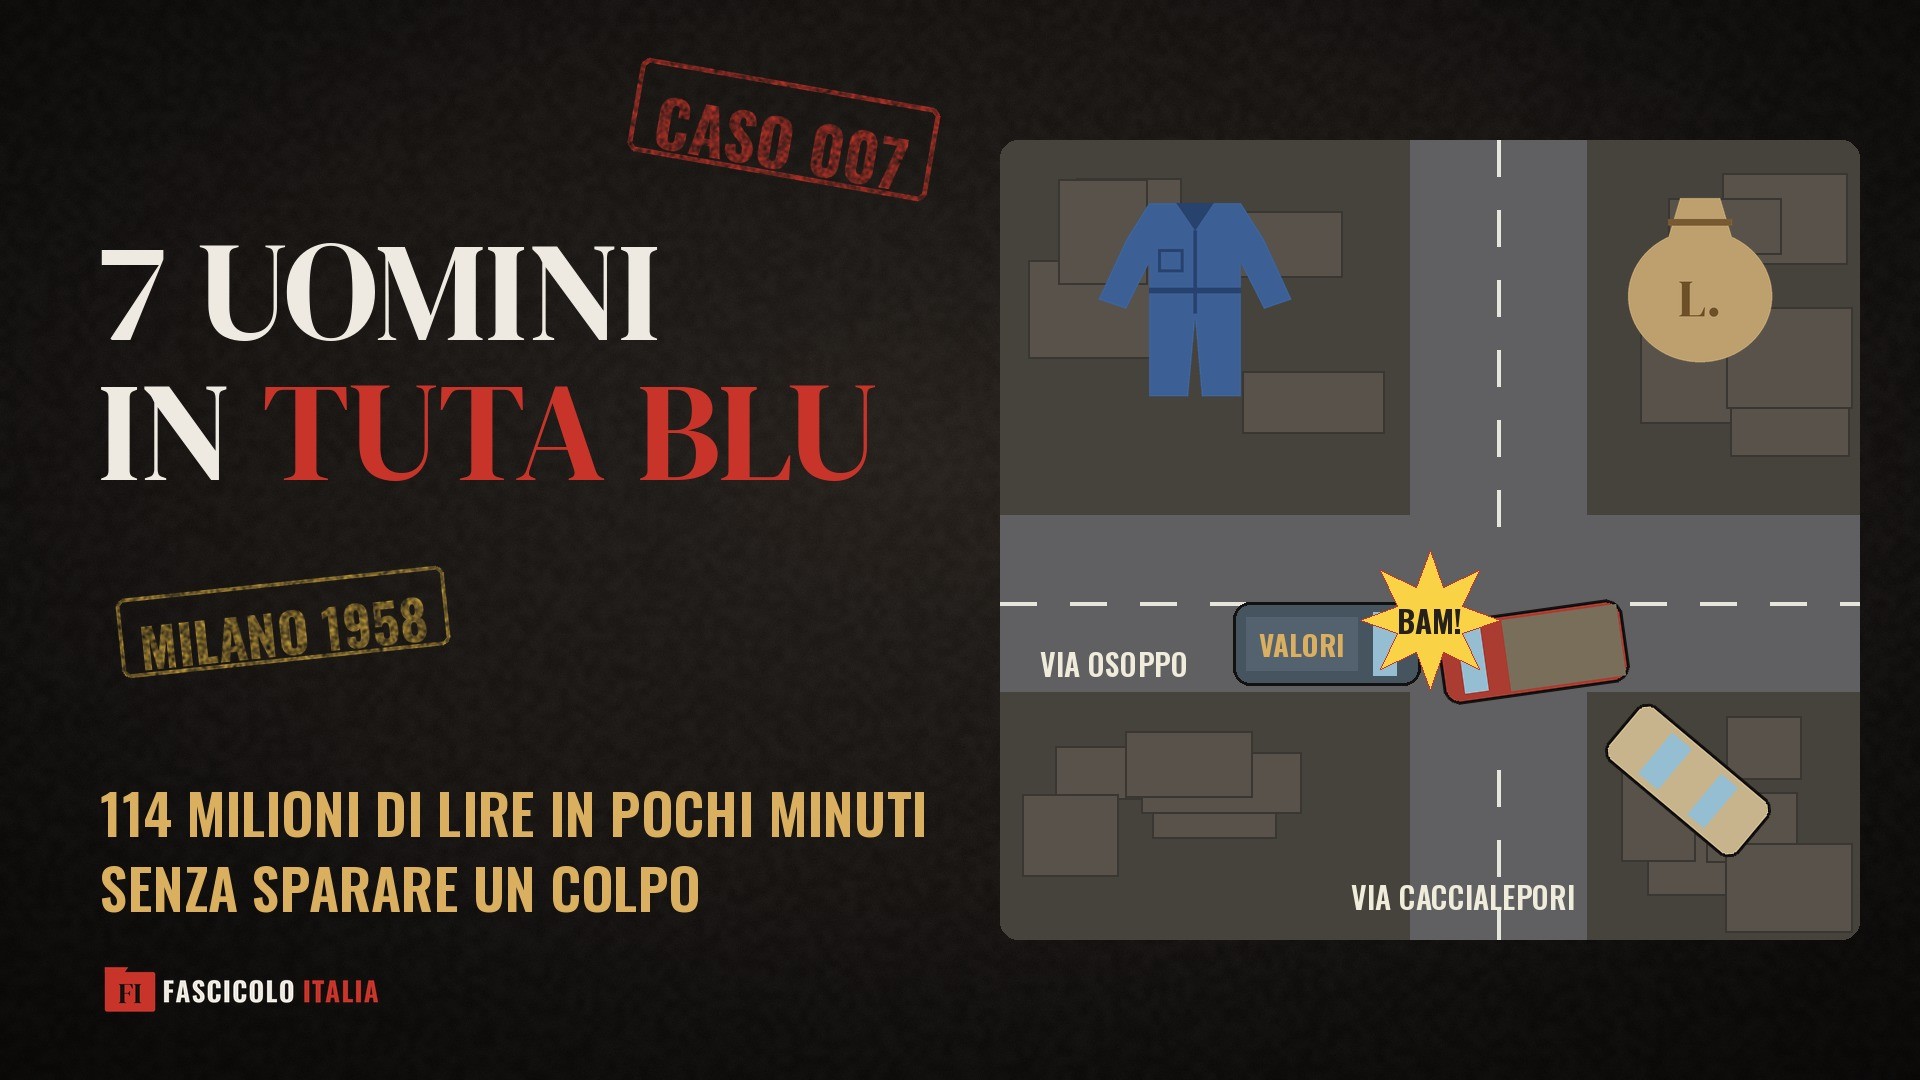 CASO 007
7 UOMINI
IN TUTA BLU
MILANO 1958
114 MILIONI DI LIRE IN POCHI MINUTI
SENZA SPARARE UN COLPO
FI FASCICOLO ITALIA
L.
BAM!
VALORI
VIA OSOPPO
VIA CACCIALEPORI